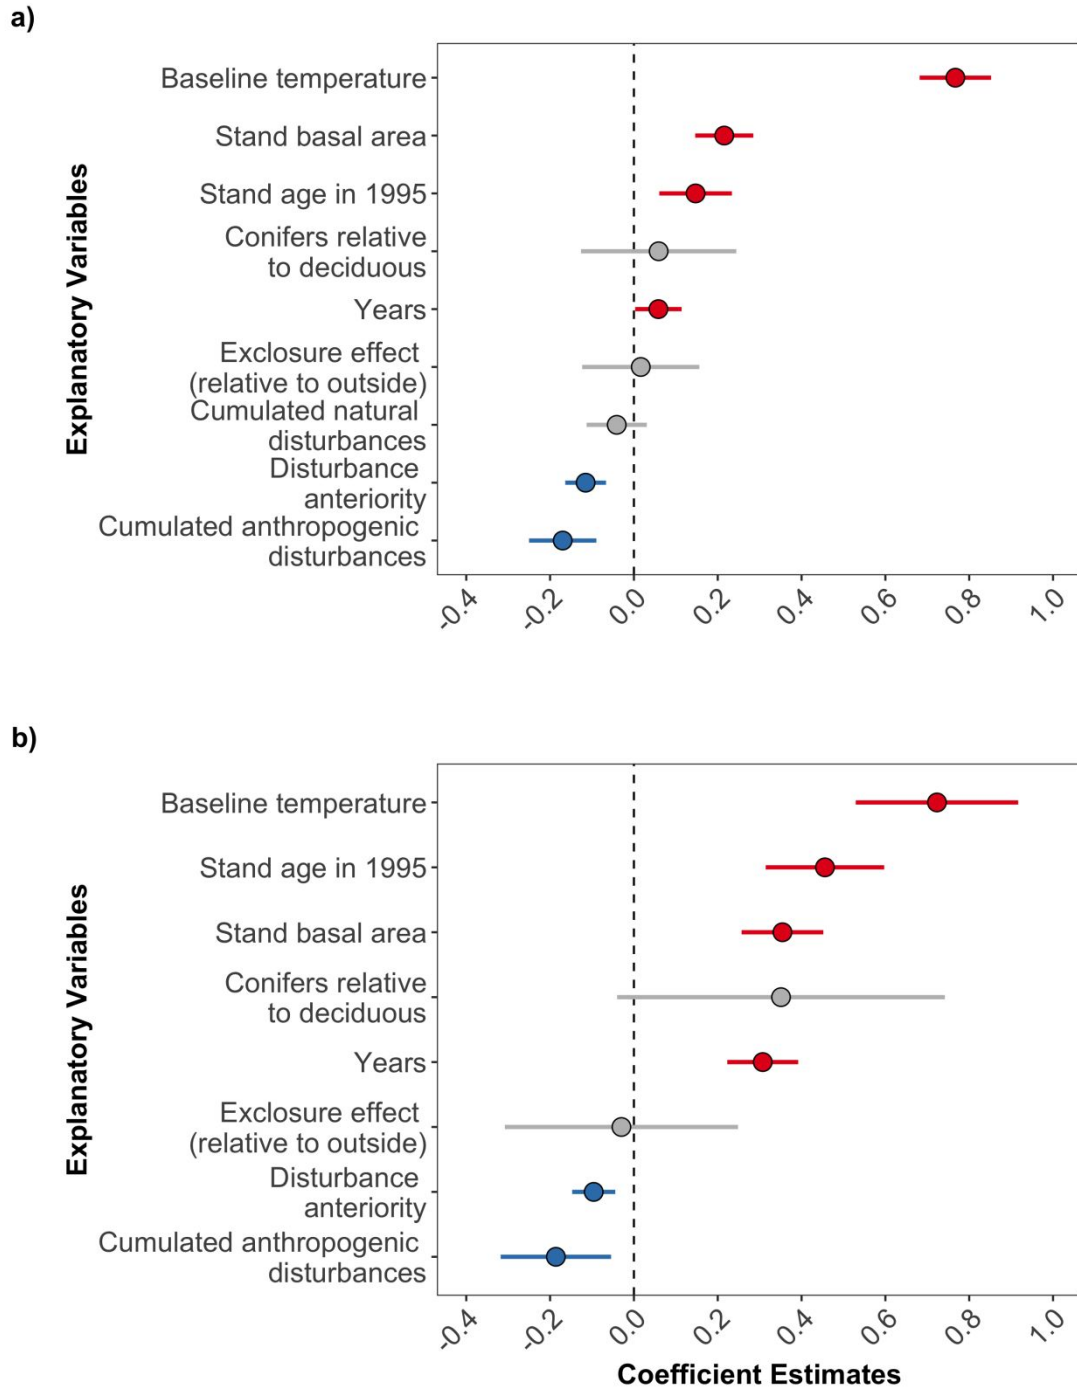 a)
Explanatory Variables
Baseline temperature
Stand basal area
Stand age in 1995
Conifers relative
to deciduous
Years
Exclosure effect
(relative to outside)
Cumulated natural
disturbances
Disturbance
anteriority
Cumulated anthropogenic
disturbances
-0.4 -0.2 0.0 0.2 0.4 0.6 0.8 1.0
b)
Explanatory Variables
Baseline temperature
Stand age in 1995
Stand basal area
Conifers relative
to deciduous
Years
Exclosure effect
(relative to outside)
Disturbance
anteriority
Cumulated anthropogenic
disturbances
-0.4 -0.2 0.0 0.2 0.4 0.6 0.8 1.0
Coefficient Estimates